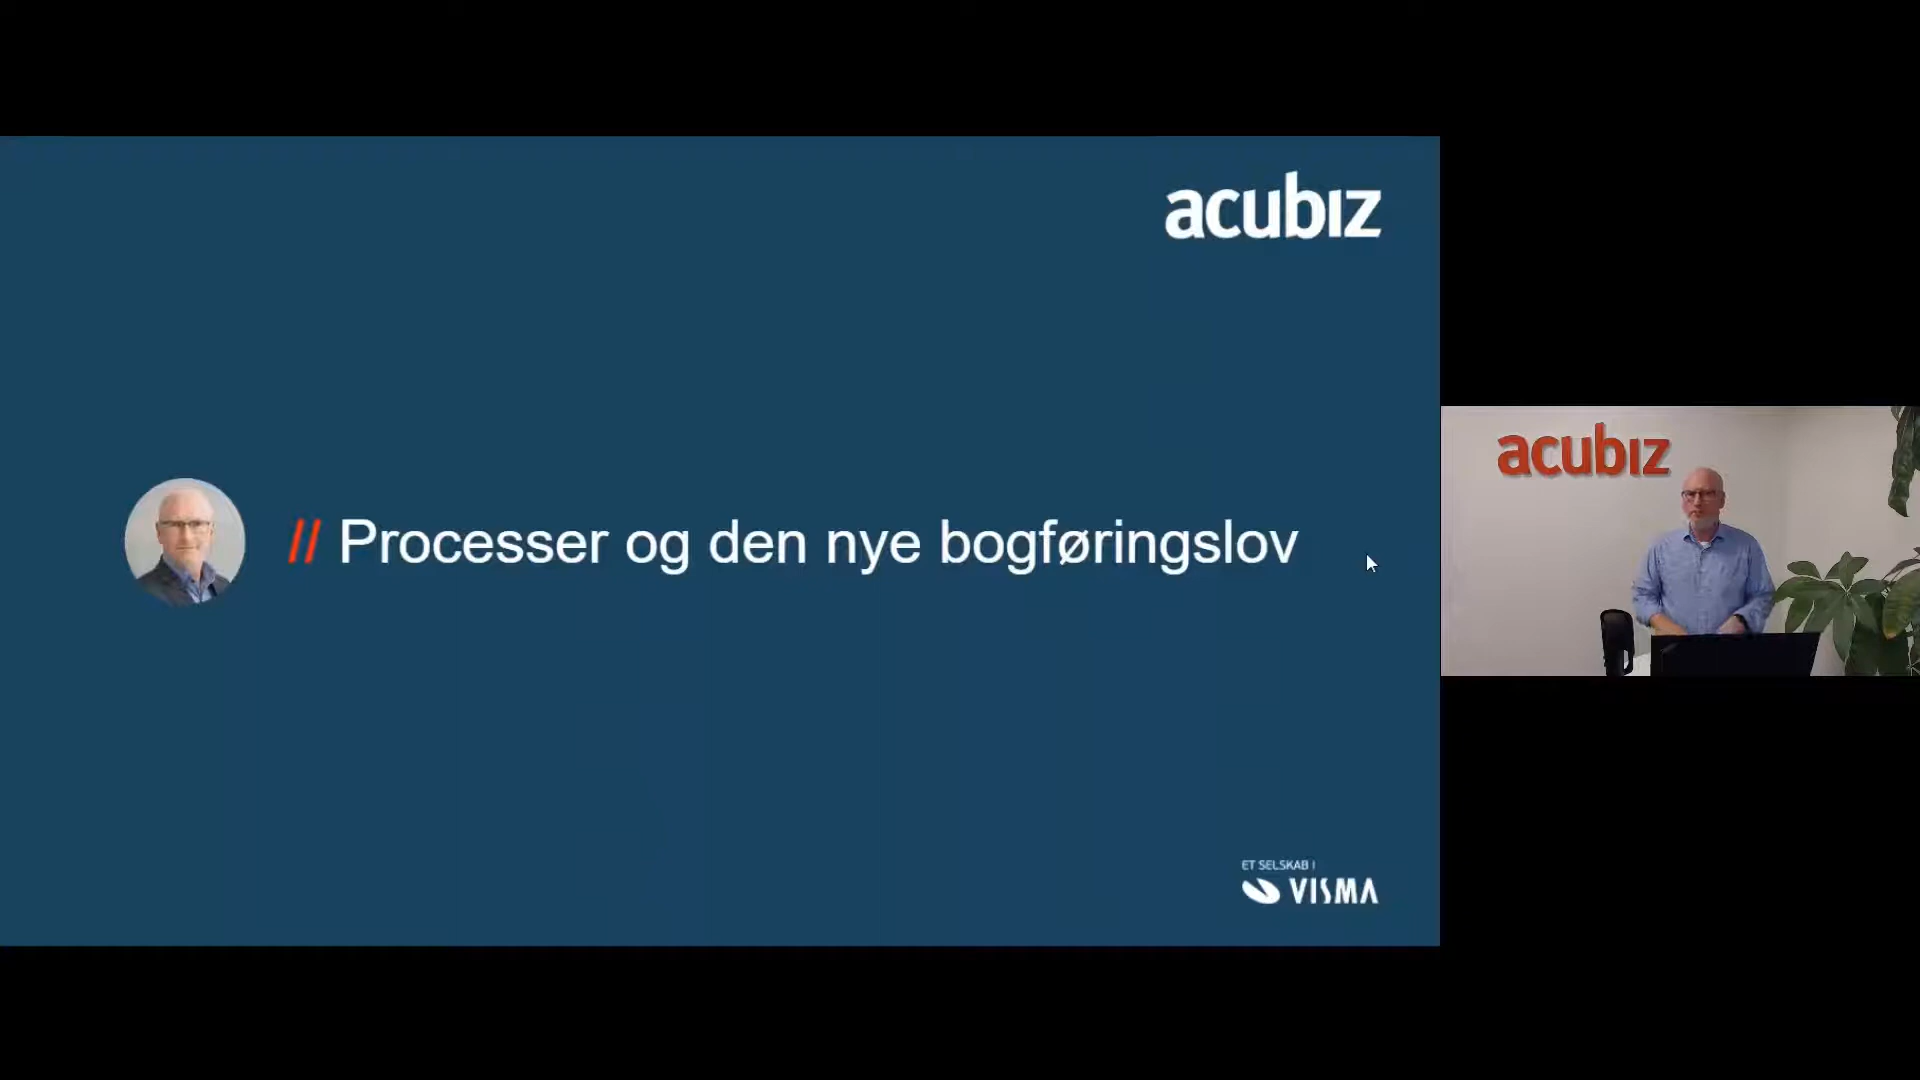 acubiz
// Processer og den nye bogføringslov
ET SELSKAB I
VISMA
acubiz